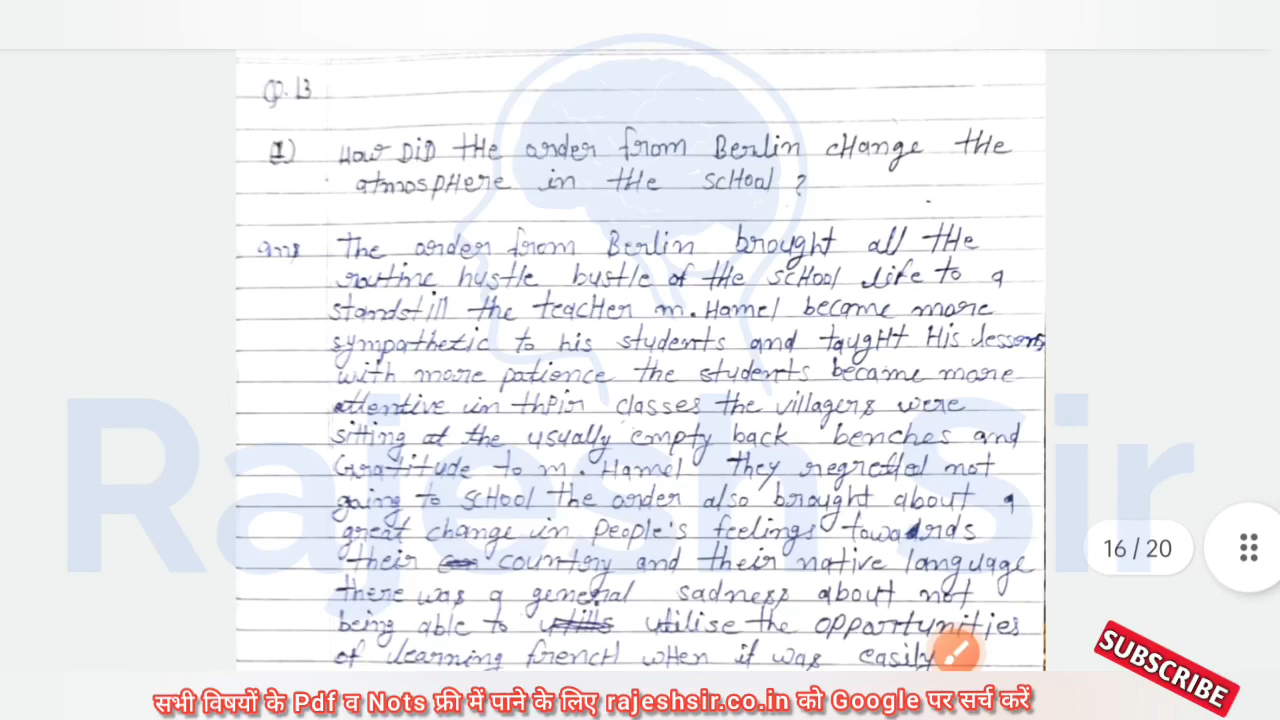 Q.13
1) How DiD tHe order from Berlin cHange tHe
atmospHere in tHe scHool ?
ans The order from Berlin brought all tHe
routine hustle bustle of tHe scHool life to a
standstill the teacHer m. Hamel became more
sympathetic to his students and taugHt His lessons
with more patience the students became more
attentive in their classes the villagers were
sitting at the usually empty back benches and
Gratitude to m. Hamel they regretted not
going to scHool the order also brought about a
great change in people's feelings towards
their country and their native language
there was a general sadness about not
being able to utilise the opportunities
of learning frencH wHen it was easily
Rajesh Sir
16 / 20
SUBSCRIBE
सभी विषयों के Pdf व Nots फ्री में पाने के लिए rajeshsir.co.in को Google पर सर्च करें